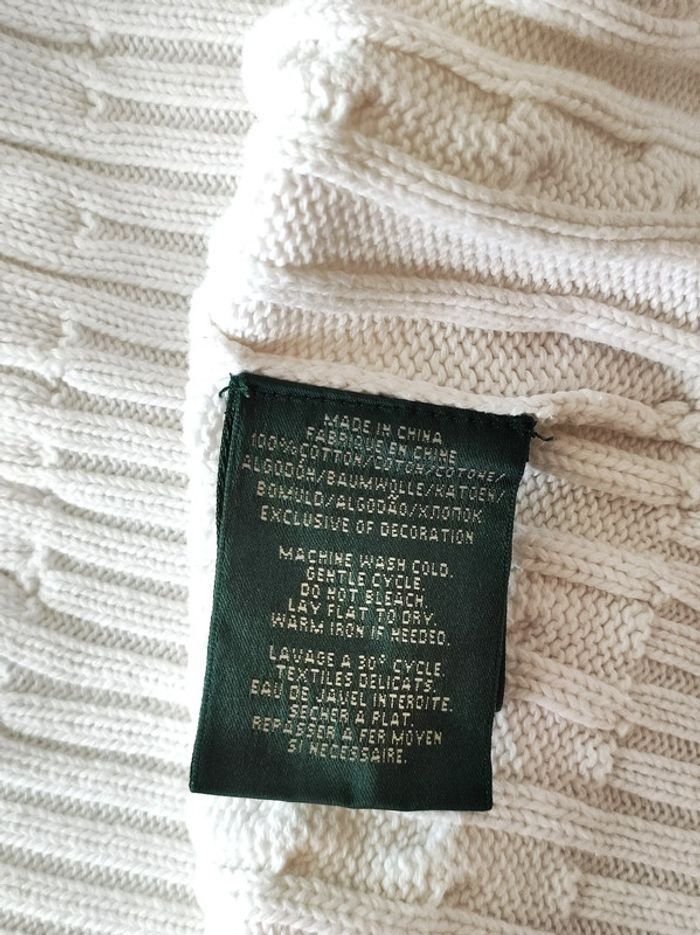 MADE IN CHINA
FABRIQUE EN CHINE
100% COTTON/COTON/COTONE/
ALGODÓN/BAUMWOLLE/KATOEN/
BOMULD/ALGODÃO/ХЛОПОК
EXCLUSIVE OF DECORATION
MACHINE WASH COLD.
GENTLE CYCLE.
DO NOT BLEACH.
LAY FLAT TO DRY.
WARM IRON IF NEEDED.
LAVAGE A 30° CYCLE.
TEXTILES DELICATS.
EAU DE JAVEL INTERDITE.
SECHER A PLAT.
REPASSER A FER MOYEN
SI NECESSAIRE.